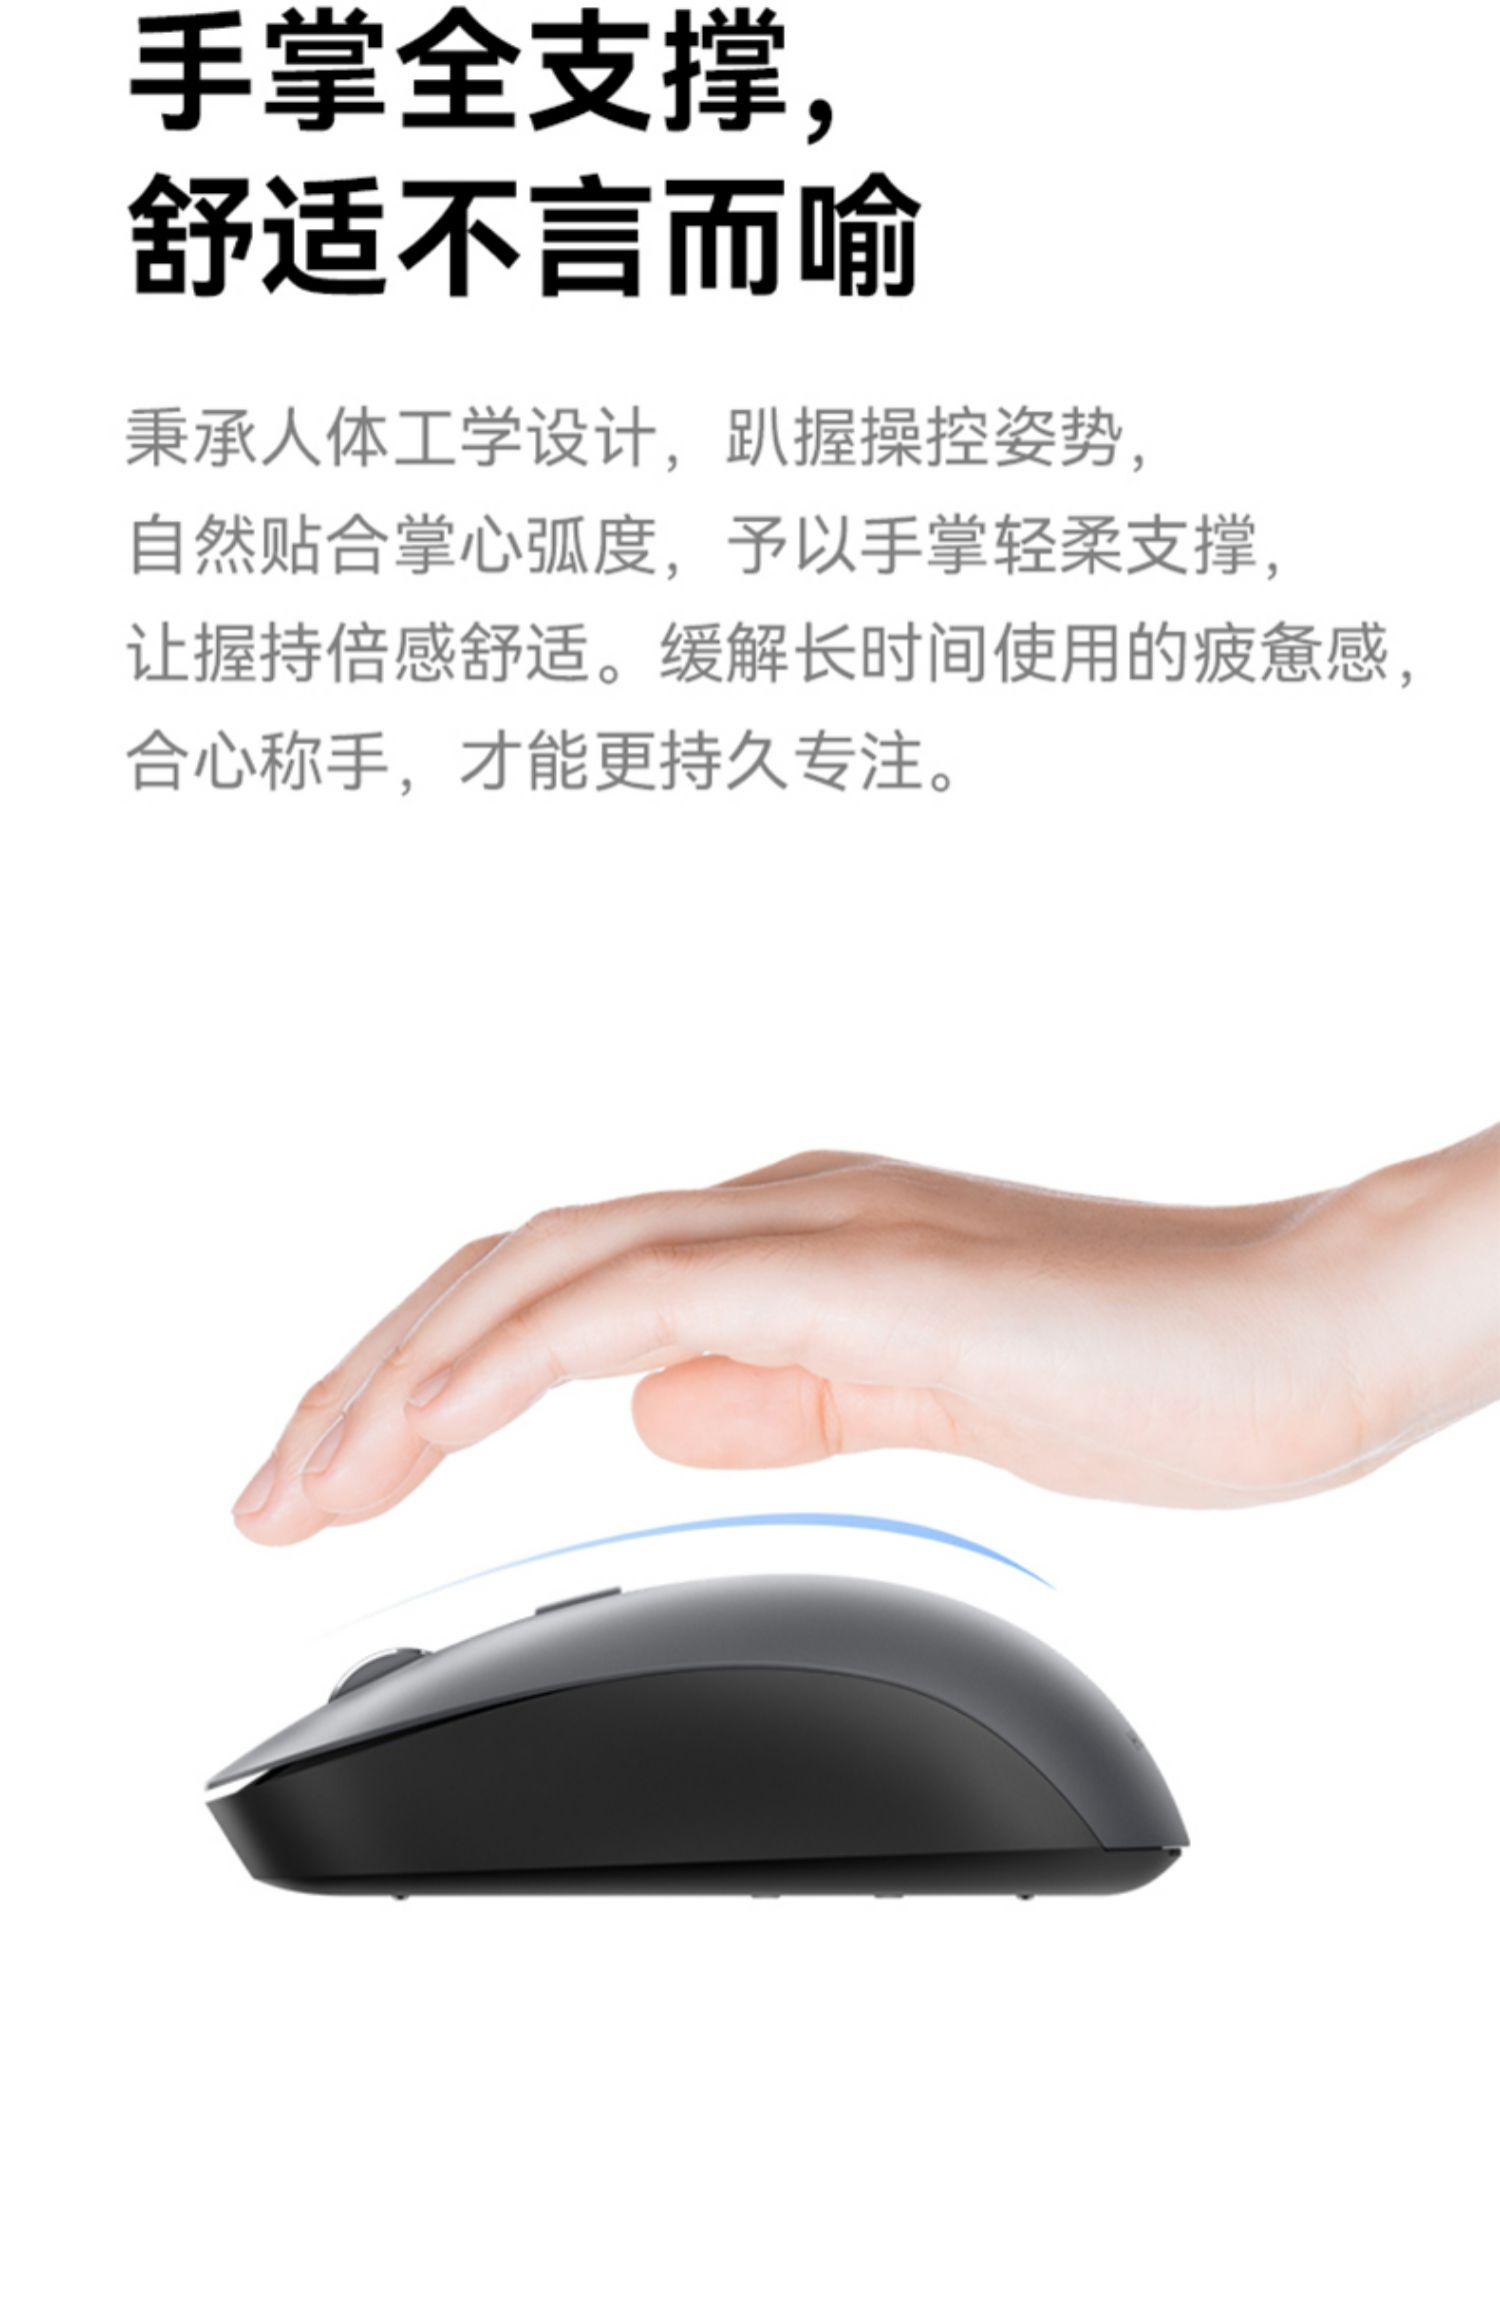 手掌全支撑，
舒适不言而喻
秉承人体工学设计，趴握操控姿势，
自然贴合掌心弧度，予以手掌轻柔支撑，
让握持倍感舒适。缓解长时间使用的疲惫感，
合心称手，才能更持久专注。